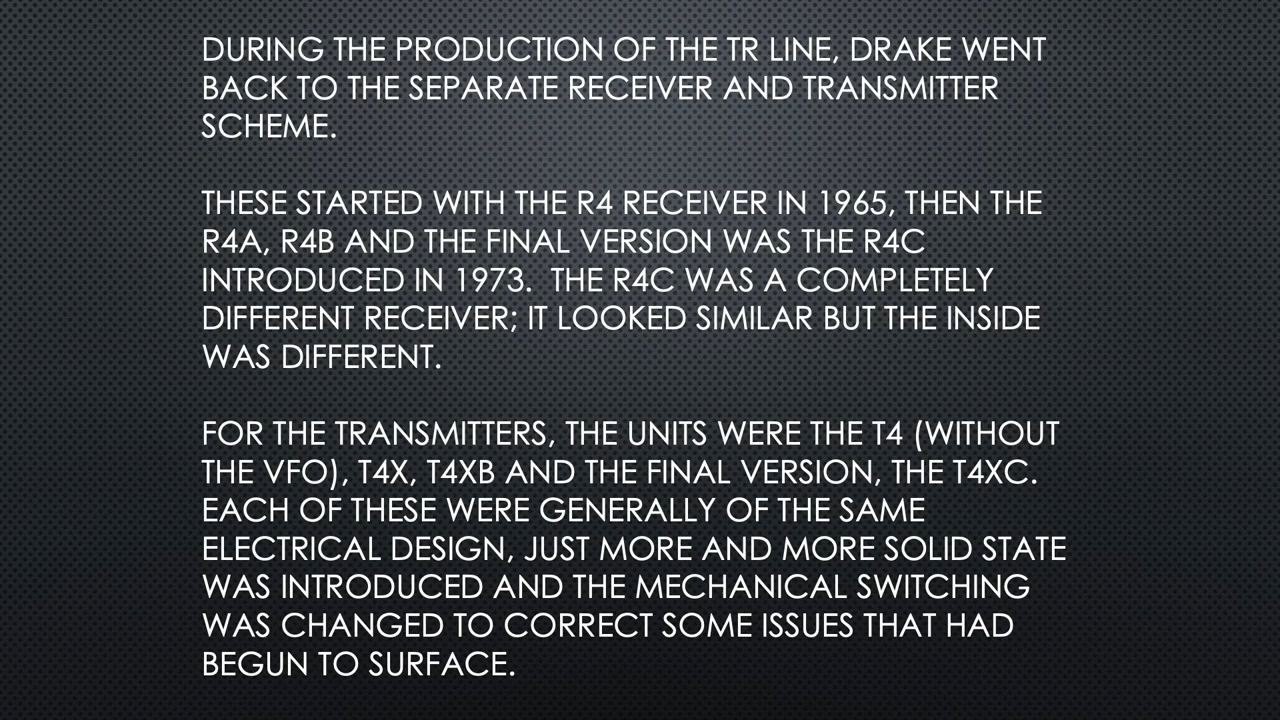 DURING THE PRODUCTION OF THE TR LINE, DRAKE WENT
BACK TO THE SEPARATE RECEIVER AND TRANSMITTER
SCHEME.
THESE STARTED WITH THE R4 RECEIVER IN 1965, THEN THE
R4A, R4B AND THE FINAL VERSION WAS THE R4C
INTRODUCED IN 1973.  THE R4C WAS A COMPLETELY
DIFFERENT RECEIVER; IT LOOKED SIMILAR BUT THE INSIDE
WAS DIFFERENT.
FOR THE TRANSMITTERS, THE UNITS WERE THE T4 (WITHOUT
THE VFO), T4X, T4XB AND THE FINAL VERSION, THE T4XC.
EACH OF THESE WERE GENERALLY OF THE SAME
ELECTRICAL DESIGN, JUST MORE AND MORE SOLID STATE
WAS INTRODUCED AND THE MECHANICAL SWITCHING
WAS CHANGED TO CORRECT SOME ISSUES THAT HAD
BEGUN TO SURFACE.